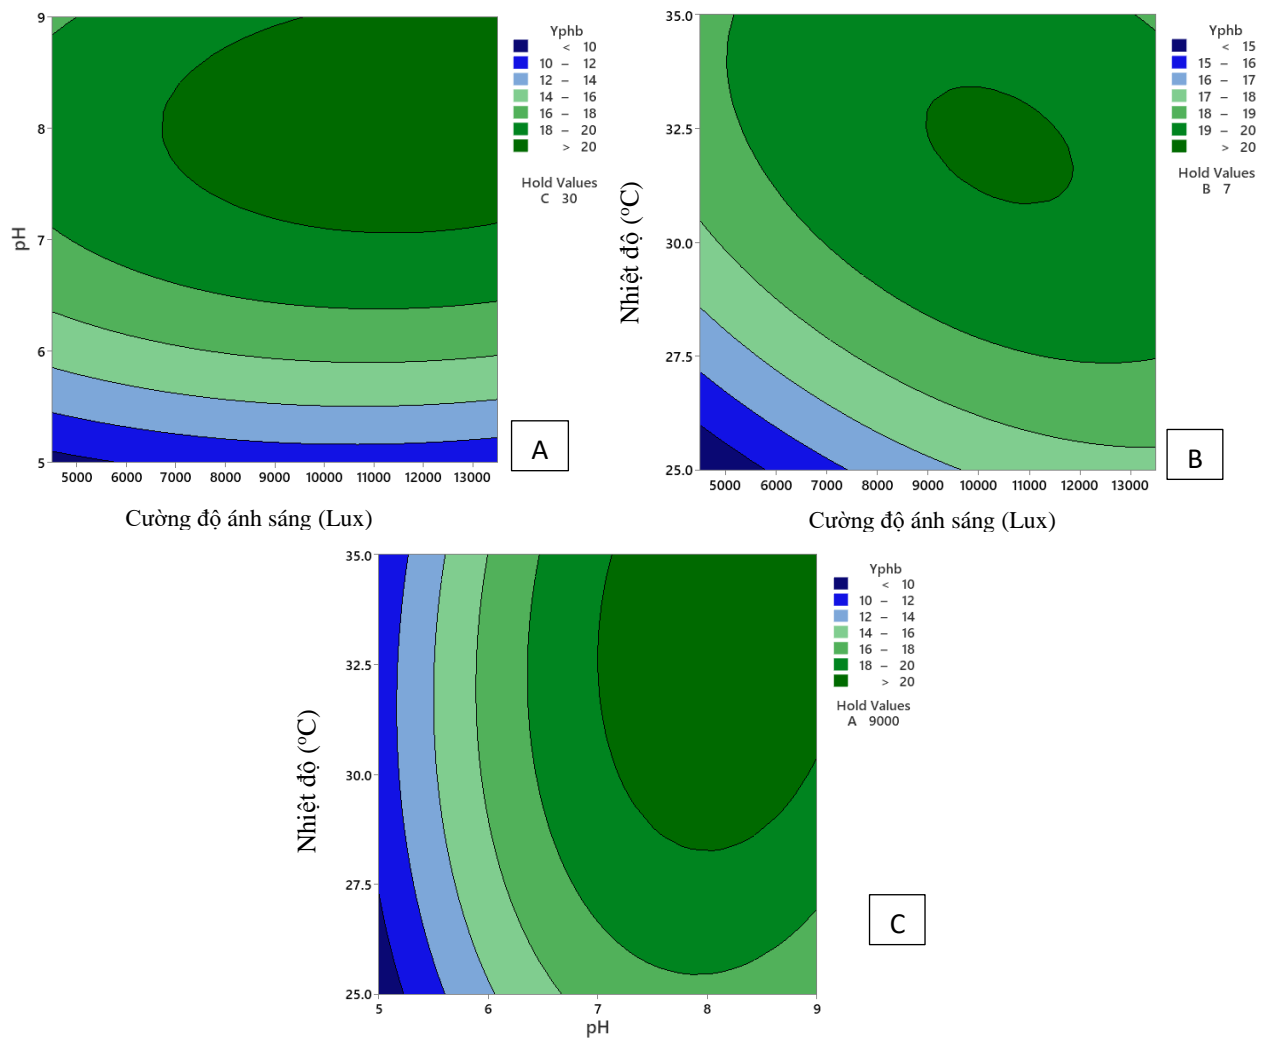 9
8
7
6
5
pH
5000 6000 7000 8000 9000 10000 11000 12000 13000
Cường độ ánh sáng (Lux)
Yphb
< 10
10 – 12
12 – 14
14 – 16
16 – 18
18 – 20
> 20
Hold Values
C 30
A
35.0
32.5
30.0
27.5
25.0
Nhiệt độ (ºC)
5000 6000 7000 8000 9000 10000 11000 12000 13000
Cường độ ánh sáng (Lux)
Yphb
< 15
15 – 16
16 – 17
17 – 18
18 – 19
19 – 20
> 20
Hold Values
B 7
B
35.0
32.5
30.0
27.5
25.0
Nhiệt độ (ºC)
5 6 7 8 9
pH
Yphb
< 10
10 – 12
12 – 14
14 – 16
16 – 18
18 – 20
> 20
Hold Values
A 9000
C